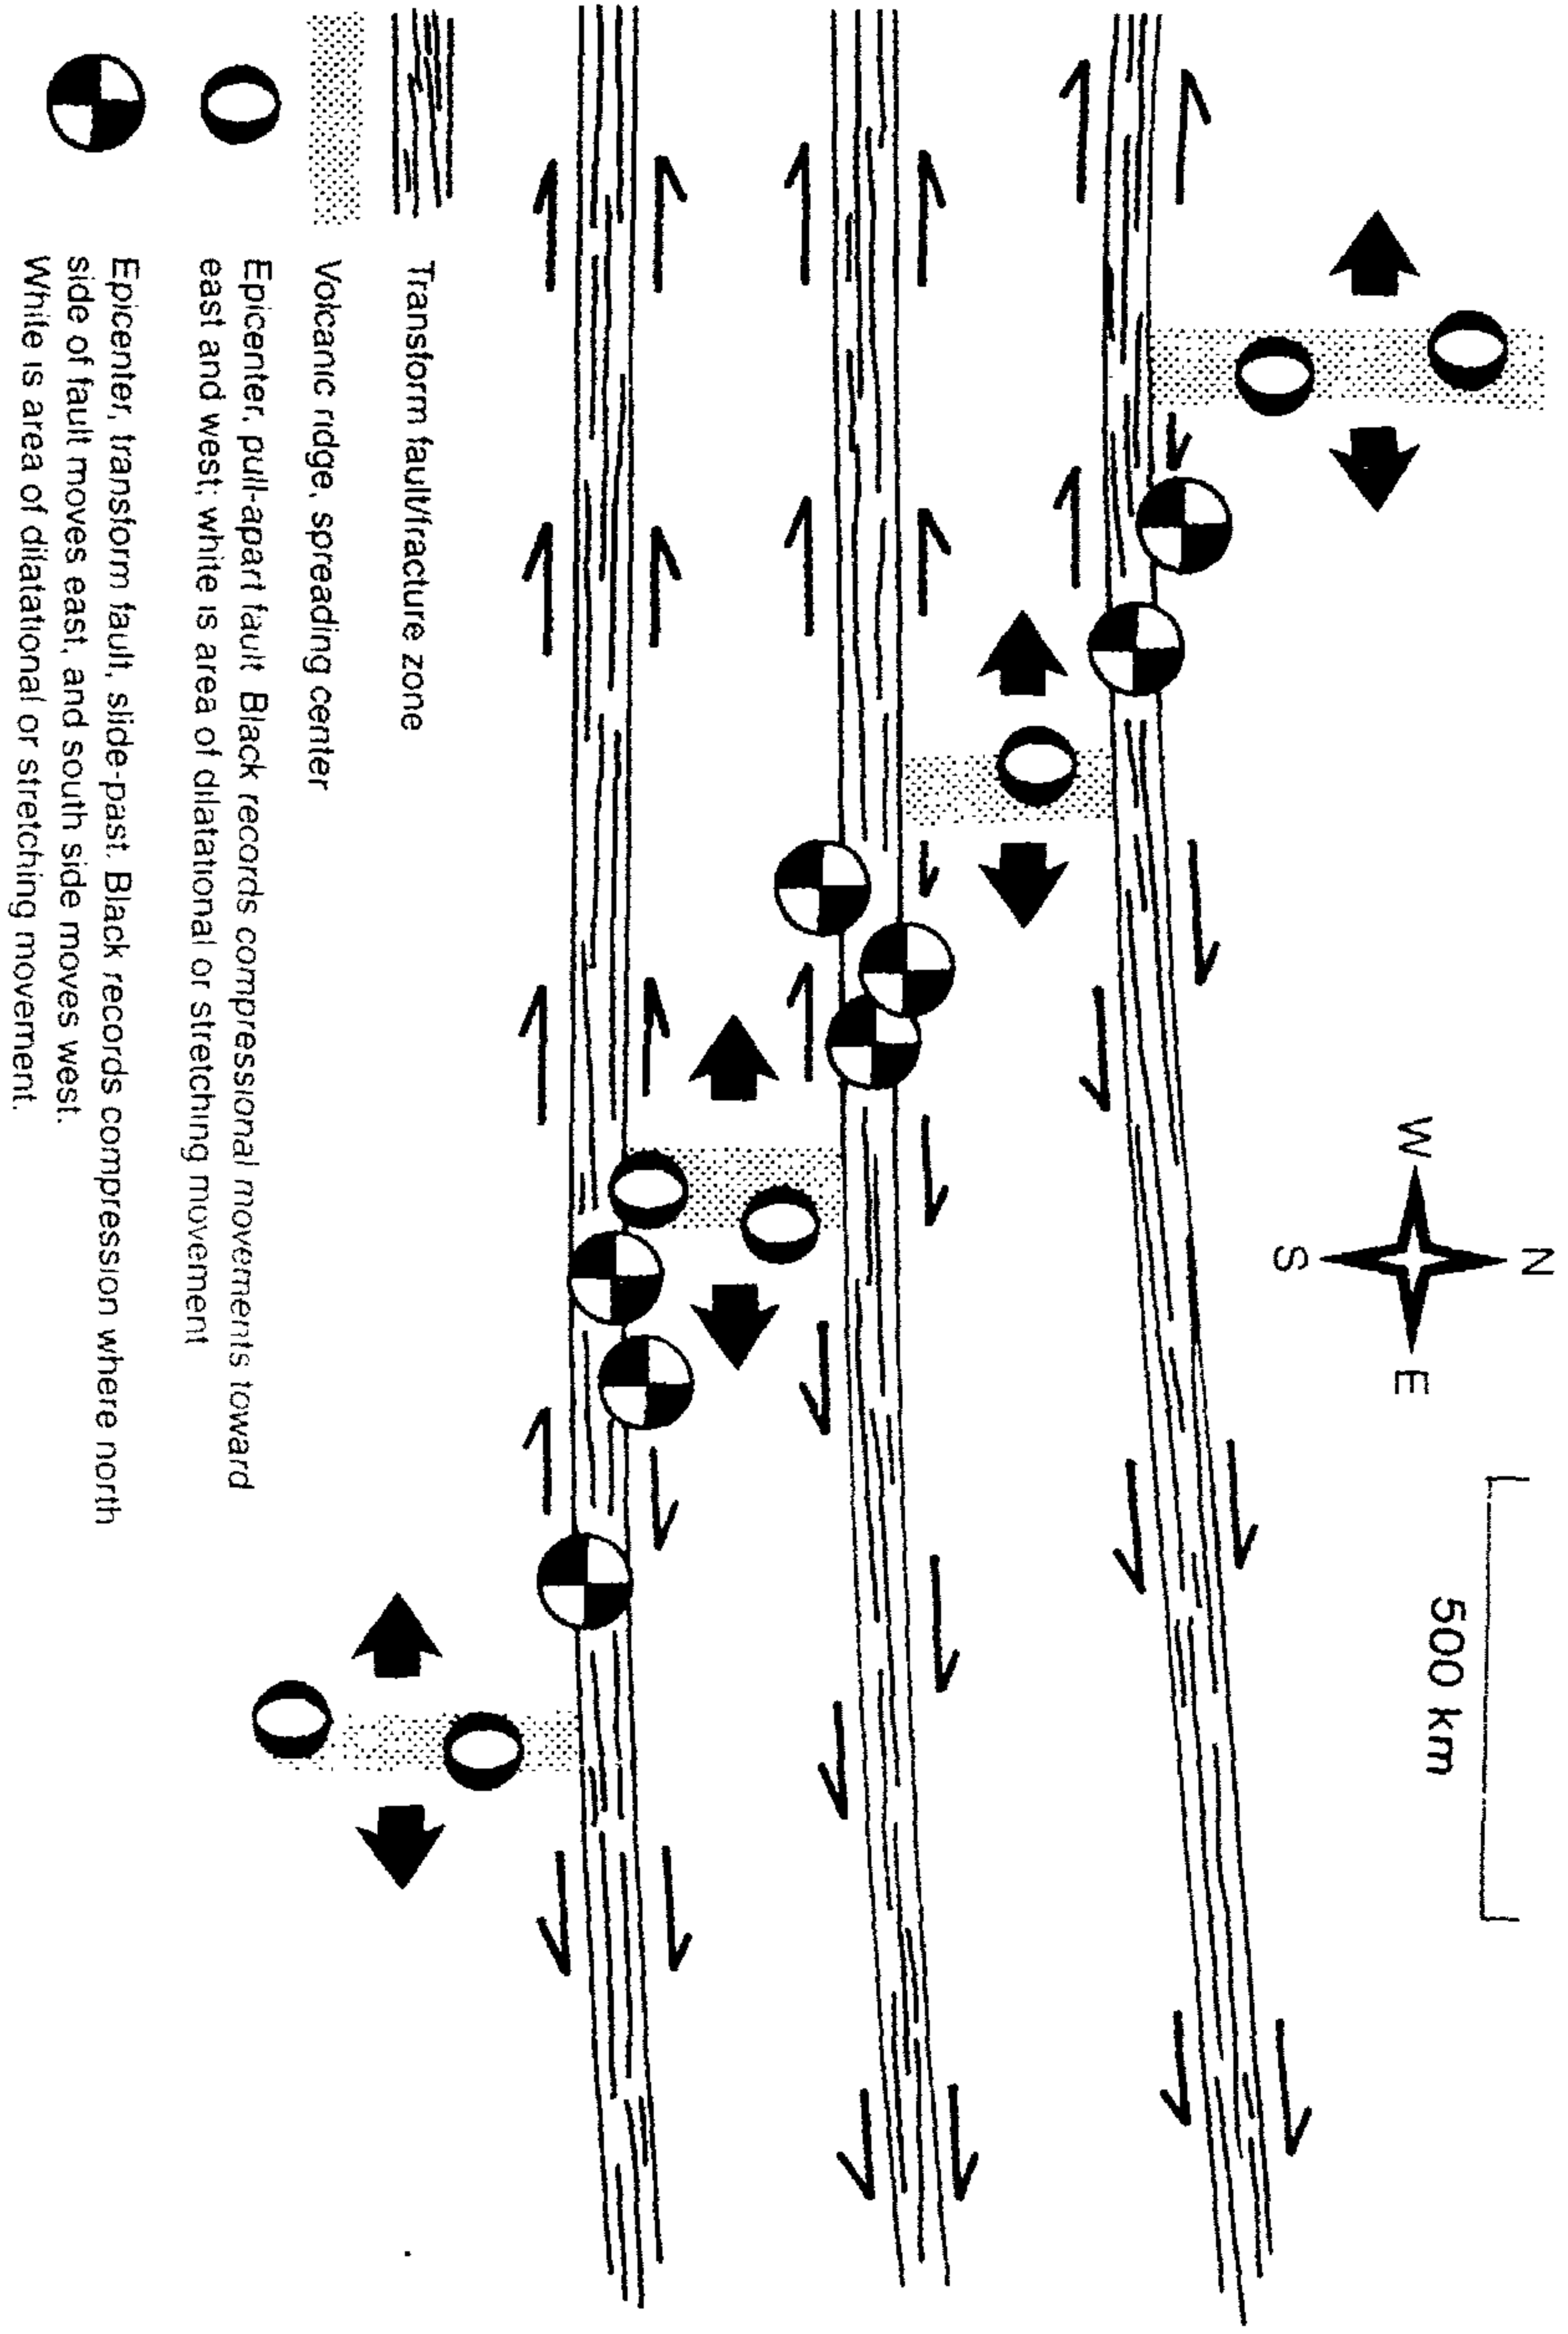 N
W
E
S
500 km
Transform fault/fracture zone
Volcanic ridge, spreading center
Epicenter, pull-apart fault Black records compressional movements toward
east and west; white is area of dilatational or stretching movement
Epicenter, transform fault, slide-past. Black records compression where north
side of fault moves east, and south side moves west.
White is area of dilatational or stretching movement.